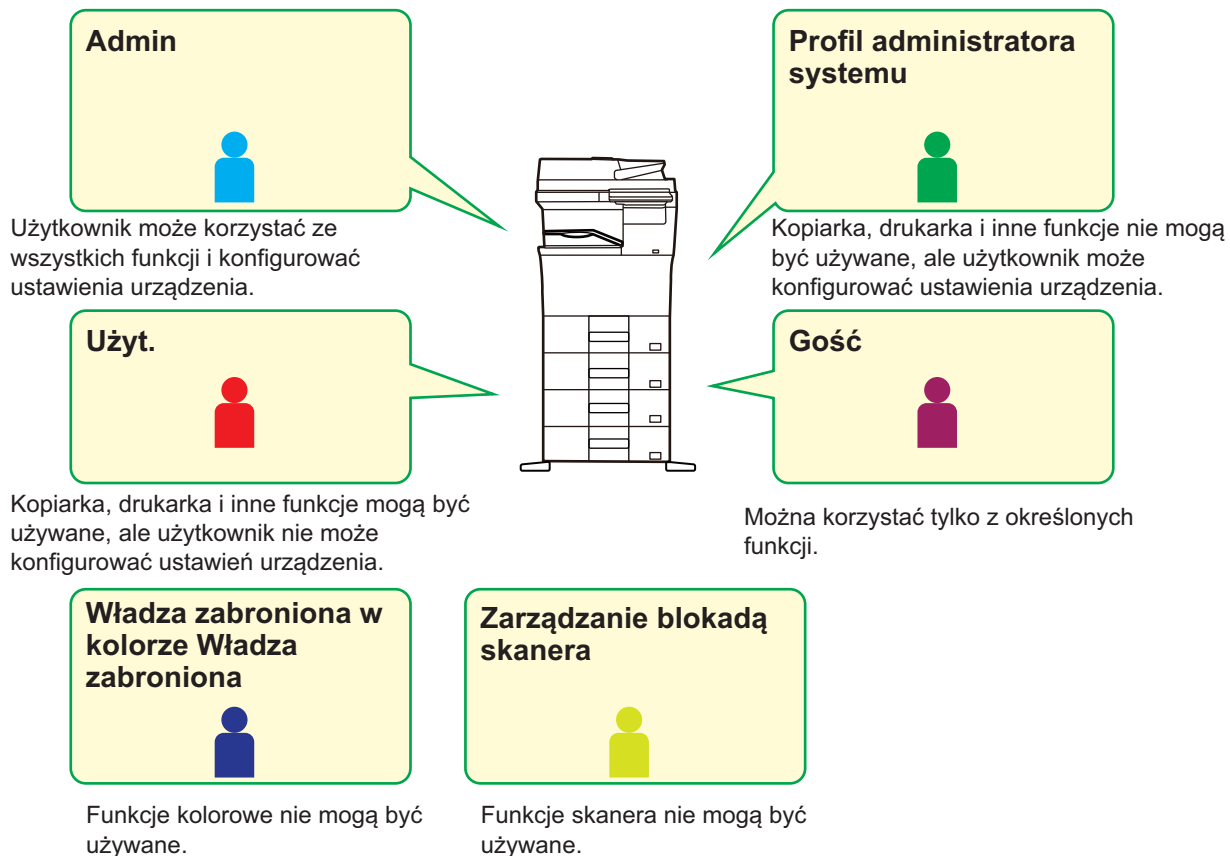 Admin
Użytkownik może korzystać ze
wszystkich funkcji i konfigurować
ustawienia urządzenia.
Profil administratora
systemu
Kopiarka, drukarka i inne funkcje nie mogą
być używane, ale użytkownik może
konfigurować ustawienia urządzenia.
Użyt.
Kopiarka, drukarka i inne funkcje mogą być
używane, ale użytkownik nie może
konfigurować ustawień urządzenia.
Gość
Można korzystać tylko z określonych
funkcji.
Władza zabroniona w
kolorze Władza
zabroniona
Funkcje kolorowe nie mogą być
używane.
Zarządzanie blokadą
skanera
Funkcje skanera nie mogą być
używane.